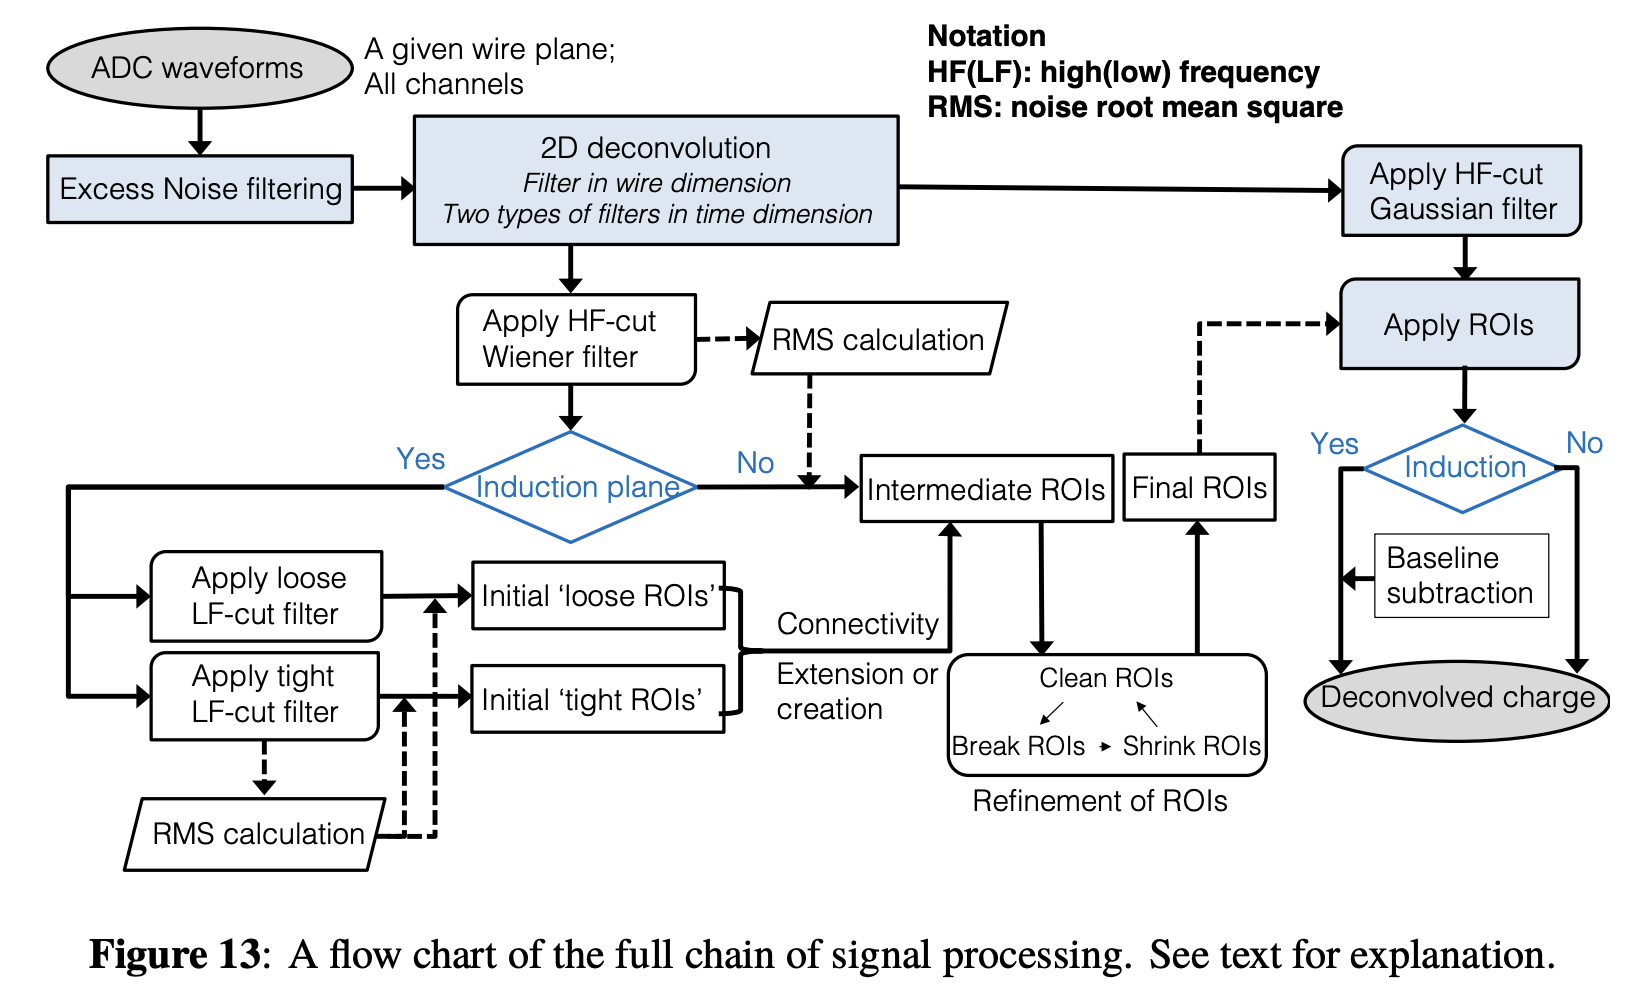 ADC waveforms
A given wire plane;
All channels
Notation
HF(LF): high(low) frequency
RMS: noise root mean square
Excess Noise filtering
2D deconvolution
Filter in wire dimension
Two types of filters in time dimension
Apply HF-cut
Gaussian filter
Apply HF-cut
Wiener filter
RMS calculation
Apply ROIs
Yes
Induction plane
No
Intermediate ROIs
Final ROIs
Yes
Induction
No
Baseline
subtraction
Apply loose
LF-cut filter
Initial ‘loose ROIs’
Connectivity
Extension or
creation
Apply tight
LF-cut filter
Initial ‘tight ROIs’
Clean ROIs
Break ROIs
Shrink ROIs
Refinement of ROIs
Deconvolved charge
RMS calculation
Figure 13: A flow chart of the full chain of signal processing. See text for explanation.